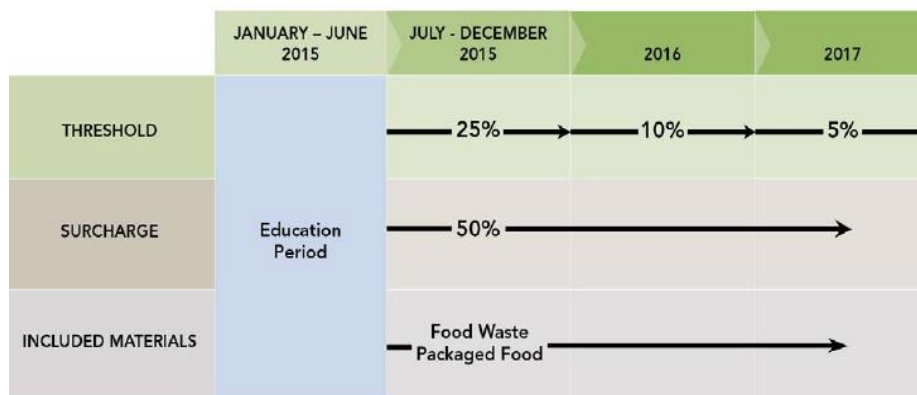 JANUARY – JUNE
2015
JULY - DECEMBER
2015
2016
2017
THRESHOLD
25%
10%
5%
SURCHARGE
Education
Period
50%
INCLUDED MATERIALS
Food Waste
Packaged Food